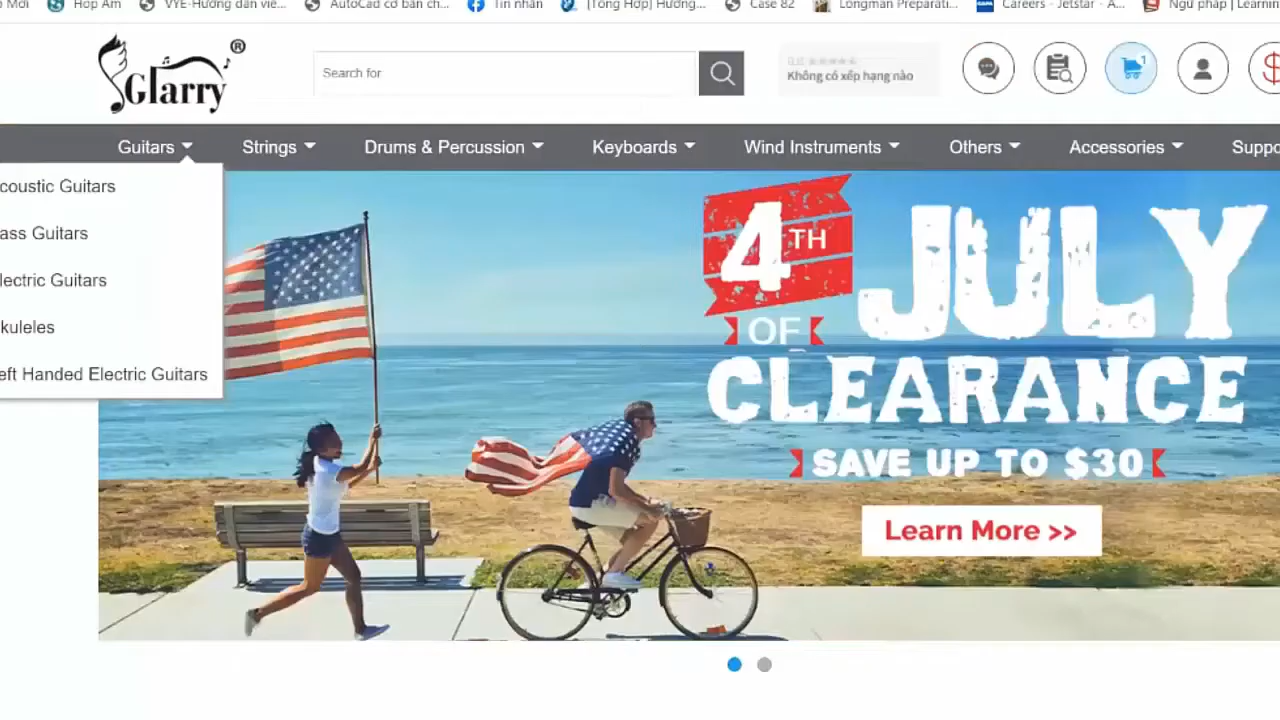 Mới
Hợp Âm
VYE-Hướng dẫn viê...
AutoCad cơ bản ch...
Tin nhắn
[Tổng Hợp] Hướng...
Case 82
Longman Preparati...
Careers - Jetstar - A...
Ngữ pháp | Learnin
Glarry ®
Search for
Không có xếp hạng nào
1
Guitars
Strings
Drums & Percussion
Keyboards
Wind Instruments
Others
Accessories
Suppo
coustic Guitars
ass Guitars
lectric Guitars
kuleles
eft Handed Electric Guitars
4TH
OF
JULY
CLEARANCE
SAVE UP TO $30
Learn More >>